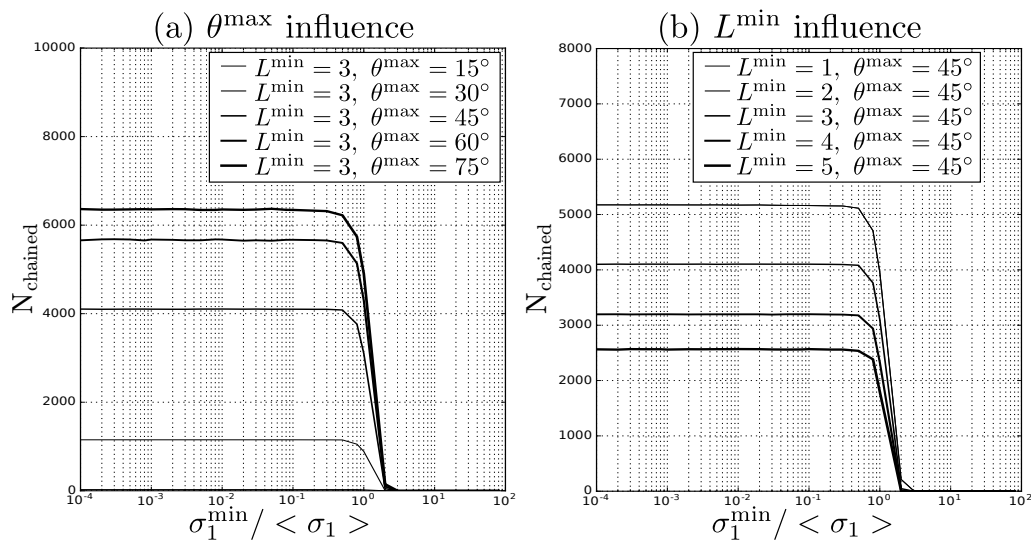 (a) θ^max influence
10000
8000
6000
4000
2000
0
N_chained
L^min = 3, θ^max = 15°
L^min = 3, θ^max = 30°
L^min = 3, θ^max = 45°
L^min = 3, θ^max = 60°
L^min = 3, θ^max = 75°
10^-4 10^-3 10^-2 10^-1 10^0 10^1 10^2
σ_1^min / < σ_1 >
(b) L^min influence
8000
7000
6000
5000
4000
3000
2000
1000
0
N_chained
L^min = 1, θ^max = 45°
L^min = 2, θ^max = 45°
L^min = 3, θ^max = 45°
L^min = 4, θ^max = 45°
L^min = 5, θ^max = 45°
10^-4 10^-3 10^-2 10^-1 10^0 10^1 10^2
σ_1^min / < σ_1 >